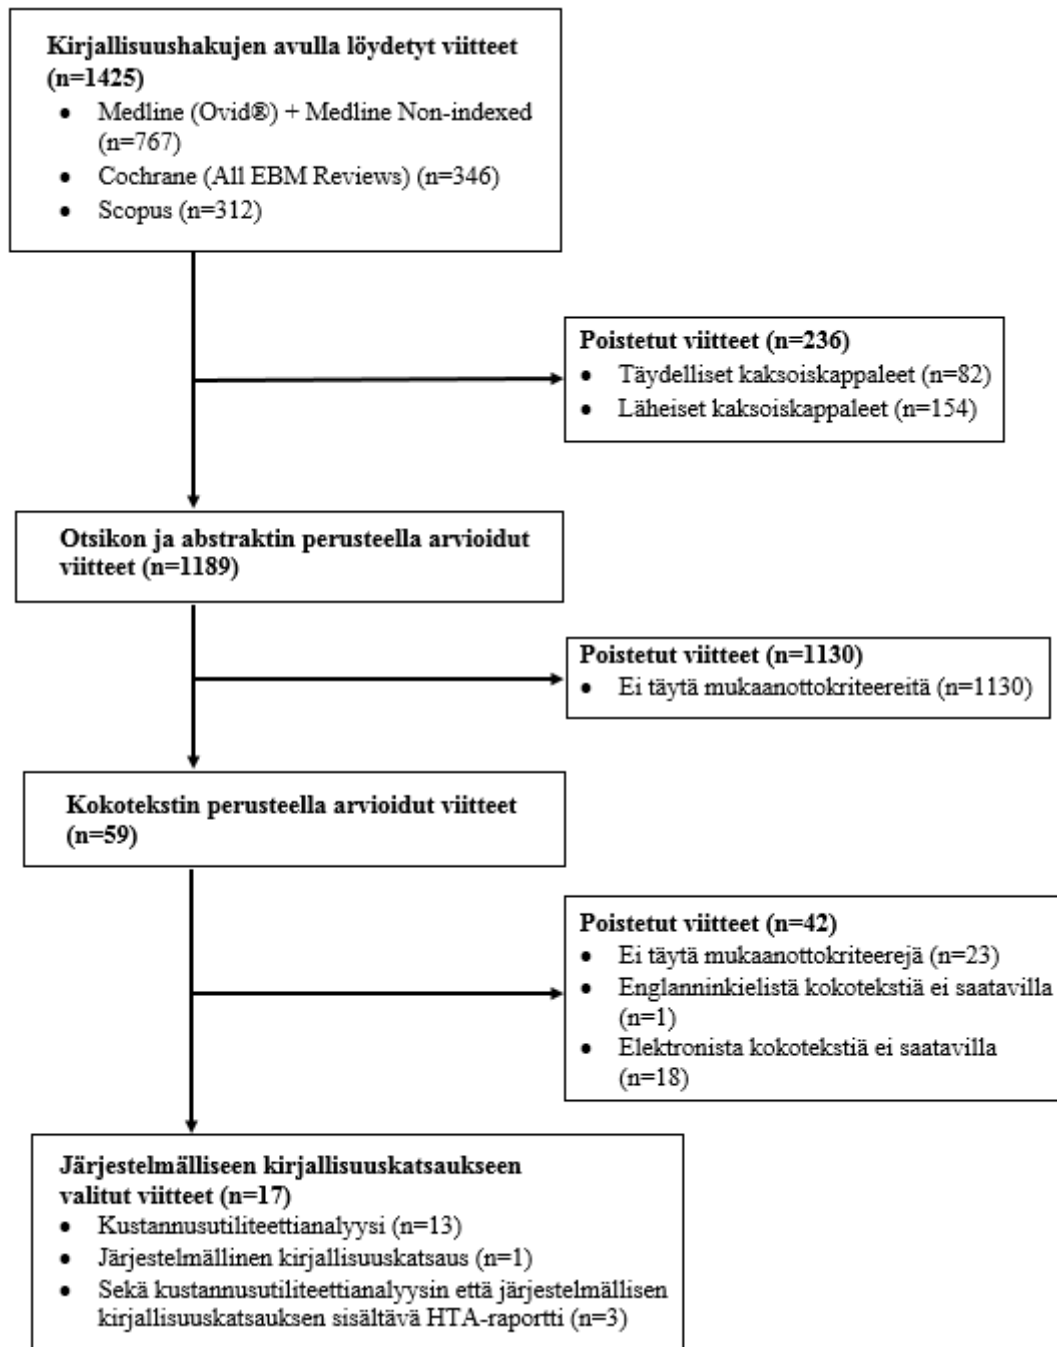 Kirjallisuushakujen avulla löydetyt viitteet
(n=1425)
• Medline (Ovid®) + Medline Non-indexed
(n=767)
• Cochrane (All EBM Reviews) (n=346)
• Scopus (n=312)
Poistetut viitteet (n=236)
• Täydelliset kaksoiskappaleet (n=82)
• Läheiset kaksoiskappaleet (n=154)
Otsikon ja abstraktin perusteella arvioidut
viitteet (n=1189)
Poistetut viitteet (n=1130)
• Ei täytä mukaanottokriteereitä (n=1130)
Kokotekstin perusteella arvioidut viitteet
(n=59)
Poistetut viitteet (n=42)
• Ei täytä mukaanottokriteerejä (n=23)
• Englanninkielistä kokotekstiä ei saatavilla
(n=1)
• Elektronista kokotekstiä ei saatavilla
(n=18)
Järjestelmälliseen kirjallisuuskatsaukseen
valitut viitteet (n=17)
• Kustannusutiliteettianalyysi (n=13)
• Järjestelmällinen kirjallisuuskatsaus (n=1)
• Sekä kustannusutiliteettianalyysin että järjestelmällisen
kirjallisuuskatsauksen sisältävä HTA-raportti (n=3)